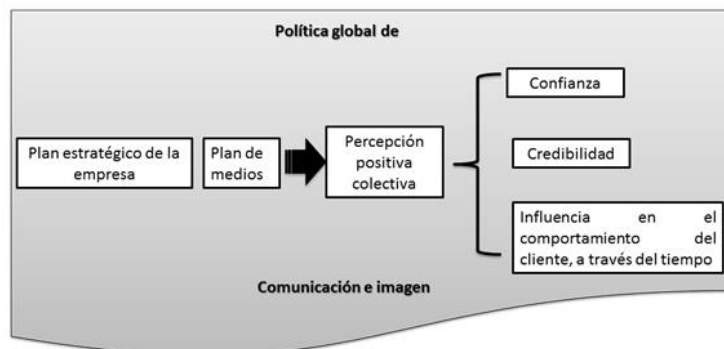 Política global de
Plan estratégico de la
empresa
Plan de
medios
Percepción
positiva
colectiva
Confianza
Credibilidad
Influencia en el
comportamiento del
cliente, a través del tiempo
Comunicación e imagen